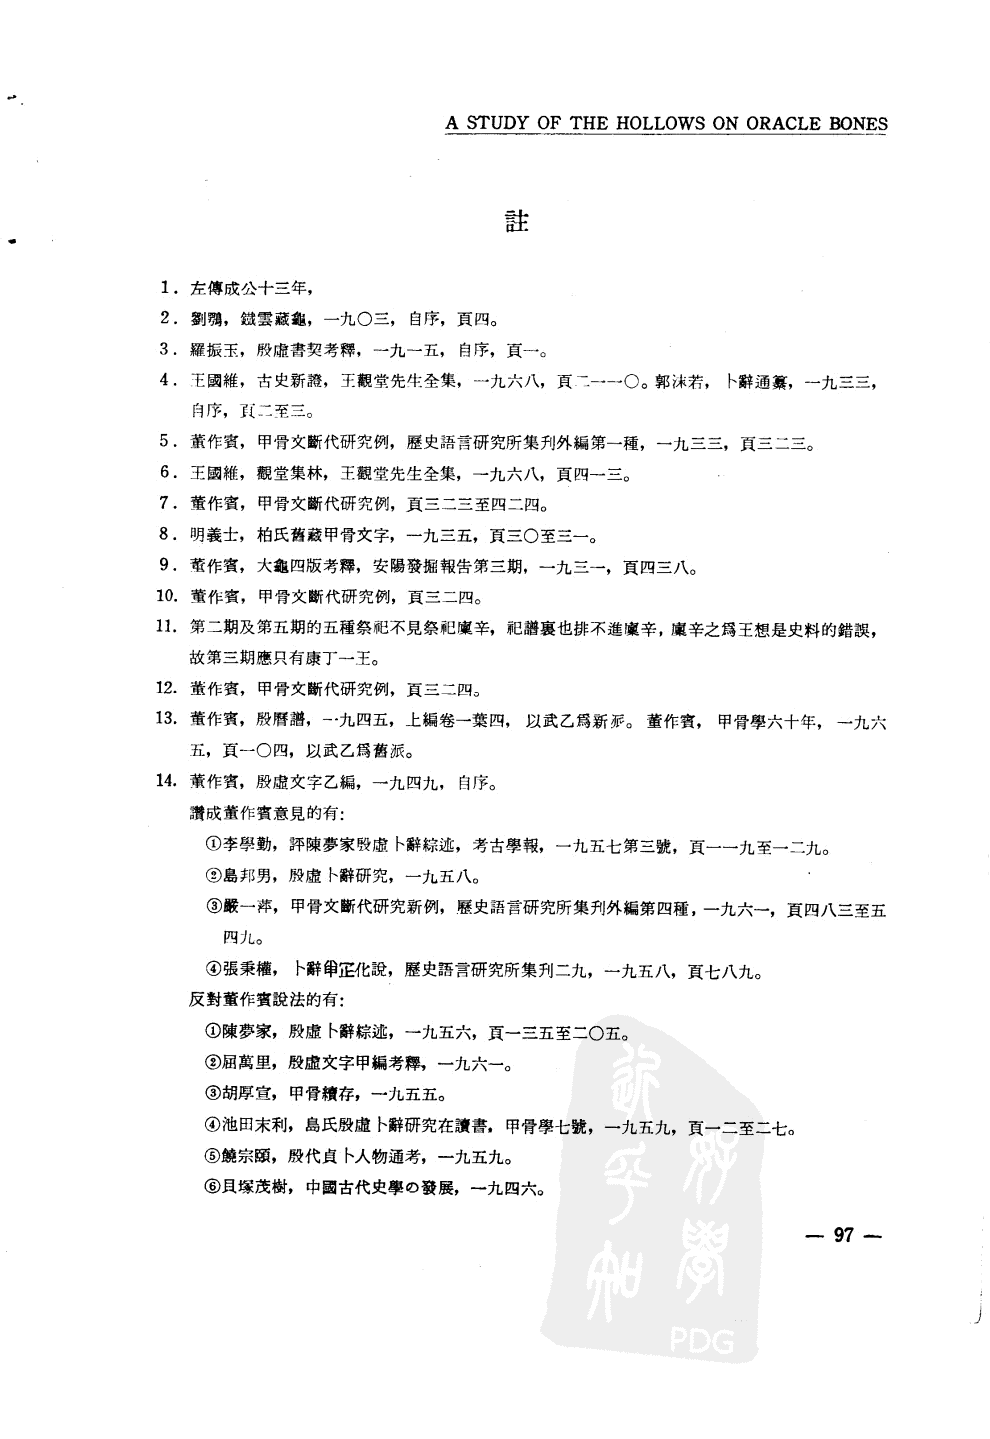 A STUDY OF THE HOLLOWS ON ORACLE BONES
註
1. 左傳成公十三年,
2. 劉鶚, 鐵雲藏龜, 一九〇三, 自序, 頁四。
3. 羅振玉, 殷虛書契考釋, 一九一五, 自序, 頁一。
4. 王國維, 古史新證, 王觀堂先生全集, 一九六八, 頁二一一〇。郭沫若, 卜辭通纂, 一九三三,
自序, 頁二至三。
5. 董作賓, 甲骨文斷代研究例, 歷史語言研究所集刋外編第一種, 一九三三, 頁三二三。
6. 王國維, 觀堂集林, 王觀堂先生全集, 一九六八, 頁四一三。
7. 董作賓, 甲骨文斷代研究例, 頁三二三至四二四。
8. 明義士, 柏氏舊藏甲骨文字, 一九三五, 頁三〇至三一。
9. 董作賓, 大龜四版考釋, 安陽發掘報告第三期, 一九三一, 頁四三八。
10. 董作賓, 甲骨文斷代研究例, 頁三二四。
11. 第二期及第五期的五種祭祀不見祭祀廩辛, 祀譜裏也排不進廩辛, 廩辛之爲王想是史料的錯誤,
故第三期應只有康丁一王。
12. 董作賓, 甲骨文斷代研究例, 頁三二四。
13. 董作賓, 殷曆譜, 一九四五, 上編卷一葉四, 以武乙爲新派。 董作賓, 甲骨學六十年, 一九六
五, 頁一〇四, 以武乙爲舊派。
14. 董作賓, 殷虛文字乙編, 一九四九, 自序。
讚成董作賓意見的有:
①李學勤, 評陳夢家殷虛卜辭綜述, 考古學報, 一九五七第三號, 頁一一九至一二九。
②島邦男, 殷虛卜辭研究, 一九五八。
③嚴一萍, 甲骨文斷代研究新例, 歷史語言研究所集刋外編第四種, 一九六一, 頁四八三至五
四九。
④張秉權, 卜辭𠂤正化說, 歷史語言研究所集刋二九, 一九五八, 頁七八九。
反對董作賓說法的有:
①陳夢家, 殷虛卜辭綜述, 一九五六, 頁一三五至二〇五。
②屈萬里, 殷虛文字甲編考釋, 一九六一。
③胡厚宣, 甲骨續存, 一九五五。
④池田末利, 島氏殷虛卜辭研究在讀書, 甲骨學七號, 一九五九, 頁一二至二七。
⑤饒宗頤, 殷代貞卜人物通考, 一九五九。
⑥貝塚茂樹, 中國古代史學の發展, 一九四六。
— 97 —
PDG